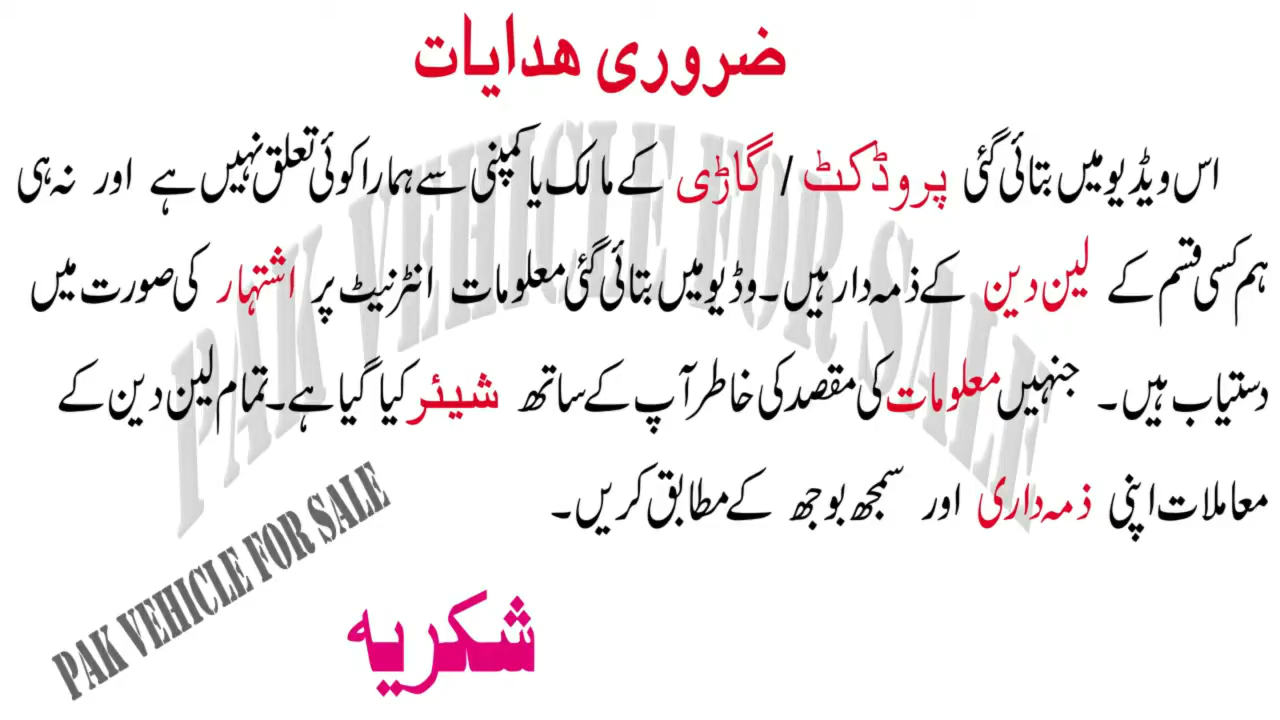 ضروری ھدایات
اس ویڈیو میں بتائی گئی پروڈکٹ / گاڑی کے مالک یا کمپنی سے ہمارا کوئی تعلق نہیں ہے اور نہ ہی
ہم کسی قسم کے لین دین کے ذمہ دار ہیں۔ وڈیو میں بتائی گئی معلومات انٹرنیٹ پر اشتہار کی صورت میں
دستیاب ہیں۔ جنہیں معلومات کی مقصد کی خاطر آپ کے ساتھ شیئر کیا گیا ہے۔ تمام لین دین کے
معاملات اپنی ذمہ داری اور سمجھ بوجھ کے مطابق کریں۔
PAK VEHICLE FOR SALE
PAK VEHICLE FOR SALE
شکریہ